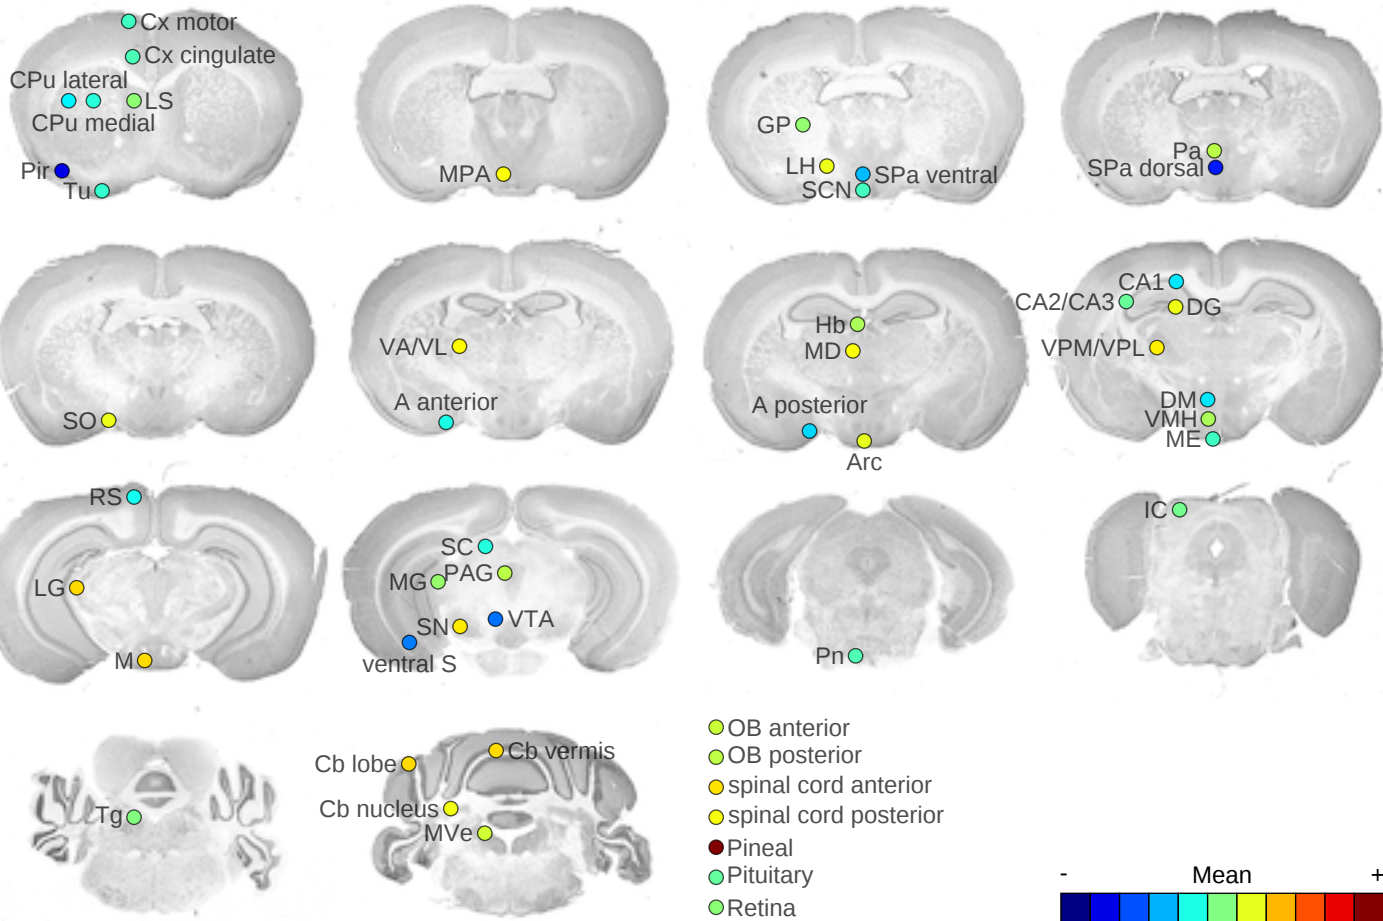 Cx motor
Cx cingulate
CPu lateral
LS
CPu medial
Pir
Tu
MPA
GP
LH
SPa ventral
SCN
Pa
SPa dorsal
SO
VA/VL
A anterior
Hb
MD
A posterior
Arc
CA1
CA2/CA3
DG
VPM/VPL
DM
VMH
ME
RS
LG
M
SC
MG
PAG
SN
VTA
ventral S
Pn
IC
Tg
Cb lobe
Cb vermis
Cb nucleus
MVe
OB anterior
OB posterior
spinal cord anterior
spinal cord posterior
Pineal
Pituitary
Retina
- Mean +